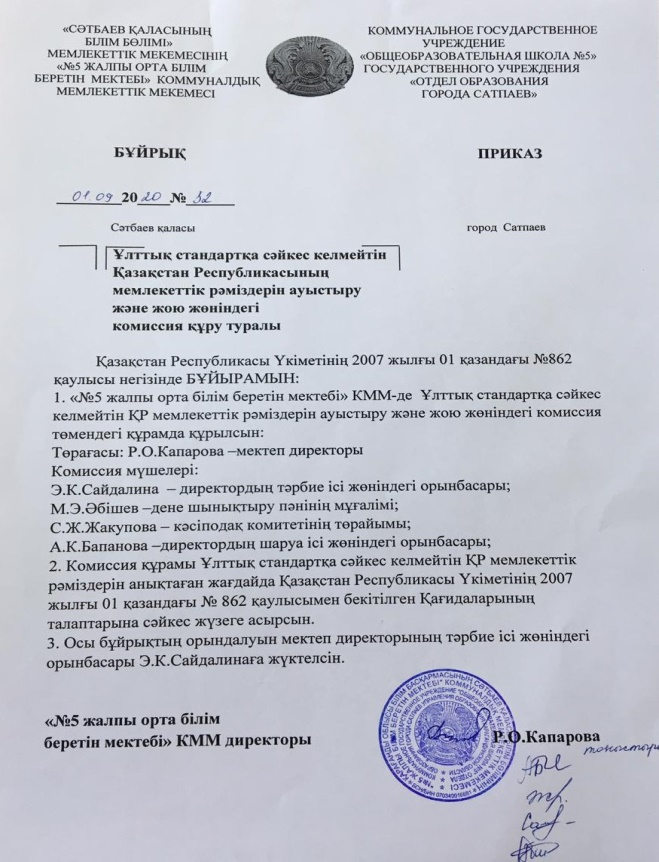 «СӘТБАЕВ ҚАЛАСЫНЫҢ
БІЛІМ БӨЛІМІ»
МЕМЛЕКЕТТІК МЕКЕМЕСІНІҢ
«№5 ЖАЛПЫ ОРТА БІЛІМ
БЕРЕТІН МЕКТЕБІ» КОММУНАЛДЫҚ
МЕМЛЕКЕТТІК МЕКЕМЕСІ
КОММУНАЛЬНОЕ ГОСУДАРСТВЕННОЕ
УЧРЕЖДЕНИЕ
«ОБЩЕОБРАЗОВАТЕЛЬНАЯ ШКОЛА №5»
ГОСУДАРСТВЕННОГО УЧРЕЖДЕНИЯ
«ОТДЕЛ ОБРАЗОВАНИЯ
ГОРОДА САТПАЕВ»
БҰЙРЫҚ
ПРИКАЗ
01.09 2020 № 32
Сәтбаев қаласы
город Сатпаев
Ұлттық стандартқа сәйкес келмейтін
Қазақстан Республикасының
мемлекеттік рәміздерін ауыстыру
және жою жөніндегі
комиссия құру туралы
Қазақстан Республикасы Үкіметінің 2007 жылғы 01 қазандағы №862
қаулысы негізінде БҰЙЫРАМЫН:
1. «№5 жалпы орта білім беретін мектебі» КММ-де Ұлттық стандартқа сәйкес
келмейтін ҚР мемлекеттік рәміздерін ауыстыру және жою жөніндегі комиссия
төмендегі құрамда құрылсын:
Төрағасы: Р.О.Капарова –мектеп директоры
Комиссия мүшелері:
Э.К.Сайдалина – директордың тәрбие ісі жөніндегі орынбасары;
М.Э.Әбішев –дене шынықтыру пәнінің мұғалімі;
С.Ж.Жакупова – кәсіподақ комитетінің төрайымы;
А.К.Бапанова –директордың шаруа ісі жөніндегі орынбасары;
2. Комиссия құрамы Ұлттық стандартқа сәйкес келмейтін ҚР мемлекеттік
рәміздерін анықтаған жағдайда Қазақстан Республикасы Үкіметінің 2007
жылғы 01 қазандағы № 862 қаулысымен бекітілген Қағидаларының
талаптарына сәйкес жүзеге асырсын.
3. Осы бұйрықтың орындалуын мектеп директорының тәрбие ісі жөніндегі
орынбасары Э.К.Сайдалинаға жүктелсін.
«№5 жалпы орта білім
беретін мектебі» КММ директоры
Р.О.Капарова